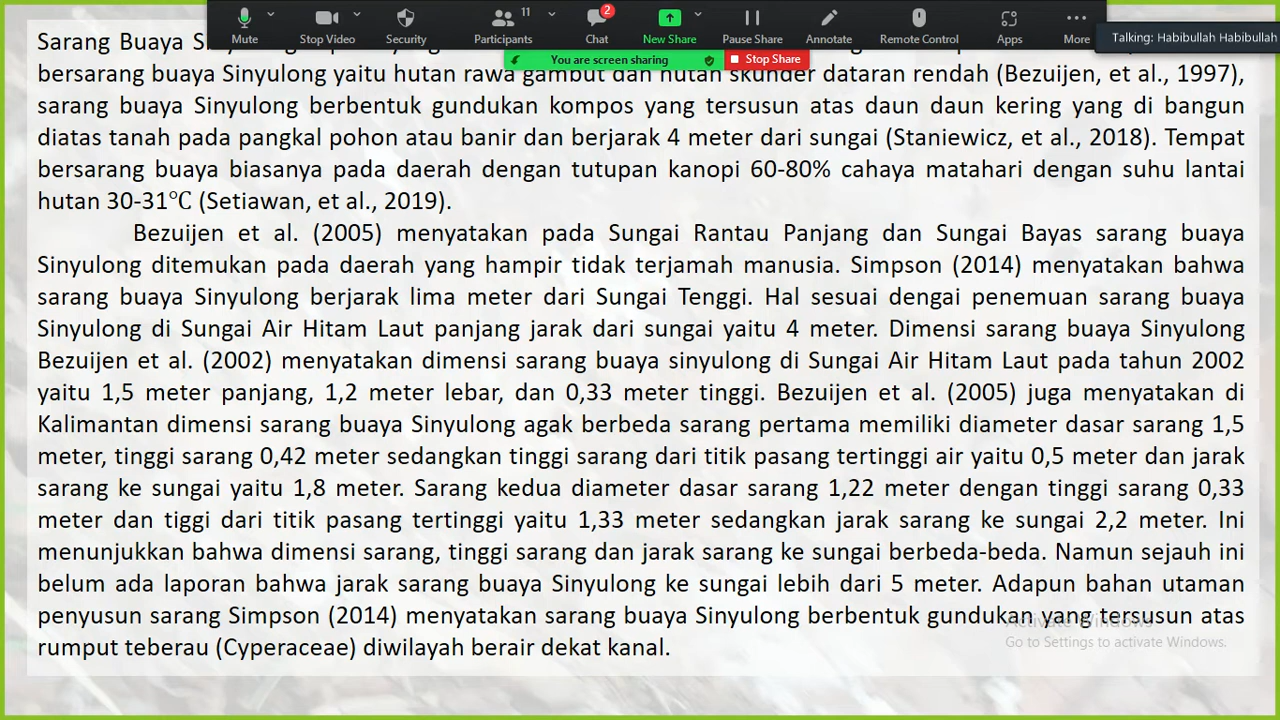 Mute
Stop Video
Security
Participants
11
Chat
2
New Share
Pause Share
Annotate
Remote Control
Apps
More
Talking: Habibullah Habibullah
You are screen sharing
Stop Share
Sarang Buaya
bersarang buaya Sinyulong yaitu hutan rawa gambut dan hutan skunder dataran rendah (Bezuijen, et al., 1997),
sarang buaya Sinyulong berbentuk gundukan kompos yang tersusun atas daun daun kering yang di bangun
diatas tanah pada pangkal pohon atau banir dan berjarak 4 meter dari sungai (Staniewicz, et al., 2018). Tempat
bersarang buaya biasanya pada daerah dengan tutupan kanopi 60-80% cahaya matahari dengan suhu lantai
hutan 30-31℃ (Setiawan, et al., 2019).
Bezuijen et al. (2005) menyatakan pada Sungai Rantau Panjang dan Sungai Bayas sarang buaya
Sinyulong ditemukan pada daerah yang hampir tidak terjamah manusia. Simpson (2014) menyatakan bahwa
sarang buaya Sinyulong berjarak lima meter dari Sungai Tenggi. Hal sesuai dengai penemuan sarang buaya
Sinyulong di Sungai Air Hitam Laut panjang jarak dari sungai yaitu 4 meter. Dimensi sarang buaya Sinyulong
Bezuijen et al. (2002) menyatakan dimensi sarang buaya sinyulong di Sungai Air Hitam Laut pada tahun 2002
yaitu 1,5 meter panjang, 1,2 meter lebar, dan 0,33 meter tinggi. Bezuijen et al. (2005) juga menyatakan di
Kalimantan dimensi sarang buaya Sinyulong agak berbeda sarang pertama memiliki diameter dasar sarang 1,5
meter, tinggi sarang 0,42 meter sedangkan tinggi sarang dari titik pasang tertinggi air yaitu 0,5 meter dan jarak
sarang ke sungai yaitu 1,8 meter. Sarang kedua diameter dasar sarang 1,22 meter dengan tinggi sarang 0,33
meter dan tiggi dari titik pasang tertinggi yaitu 1,33 meter sedangkan jarak sarang ke sungai 2,2 meter. Ini
menunjukkan bahwa dimensi sarang, tinggi sarang dan jarak sarang ke sungai berbeda-beda. Namun sejauh ini
belum ada laporan bahwa jarak sarang buaya Sinyulong ke sungai lebih dari 5 meter. Adapun bahan utaman
penyusun sarang Simpson (2014) menyatakan sarang buaya Sinyulong berbentuk gundukan yang tersusun atas
rumput teberau (Cyperaceae) diwilayah berair dekat kanal.
Activate Windows
Go to Settings to activate Windows.